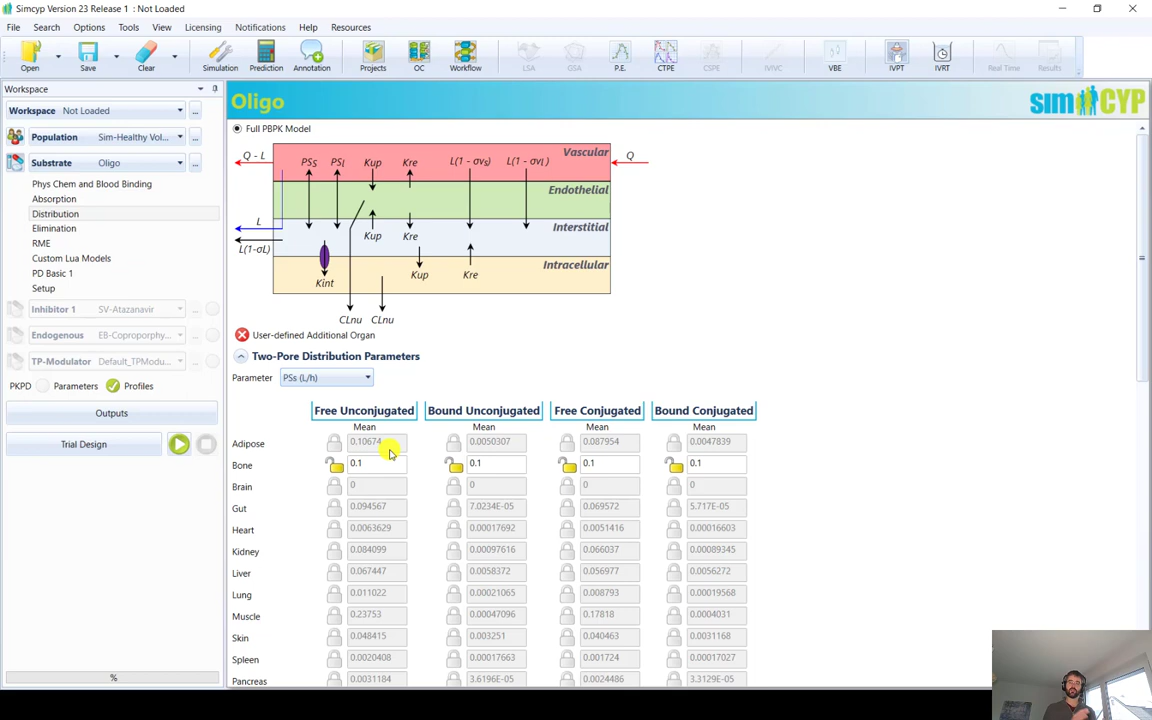 Simcyp Version 23 Release 1 : Not Loaded
File Search Options Tools View Licensing Notifications Help Resources
Open Save Clear Simulation Prediction Annotation Projects OC Workflow LSA GSA P.E. CTPE CSPE IVIVC VBE IVPT IVRT Real Time Results
Workspace
Workspace Not Loaded ...
Population Sim-Healthy Vol... ...
Substrate Oligo ...
Phys Chem and Blood Binding
Absorption
Distribution
Elimination
RME
Custom Lua Models
PD Basic 1
Setup
Inhibitor 1 SV-Atazanavir ...
Endogenous EB-Coproporphy... ...
TP-Modulator Default_TPModu... ...
PKPD Parameters Profiles
Outputs
Trial Design
%
Oligo
simCYP
Full PBPK Model
Vascular
Endothelial
Interstitial
Intracellular
Q - L PSS PSl Kup Kre L(1 - σvs) L(1 - σvl) Q
L
L(1-σL)
Kup Kre
Kint Kup Kre
CLnu CLnu
User-defined Additional Organ
Two-Pore Distribution Parameters
Parameter PSs (L/h)
Free Unconjugated Bound Unconjugated Free Conjugated Bound Conjugated
Mean Mean Mean Mean
Adipose 0.10674 0.0050307 0.087954 0.0047839
Bone 0.1 0.1 0.1 0.1
Brain 0 0 0 0
Gut 0.094567 7.0234E-05 0.069572 5.717E-05
Heart 0.0063629 0.00017692 0.0051416 0.00016603
Kidney 0.084099 0.00097616 0.066037 0.00089345
Liver 0.067447 0.0058372 0.056977 0.0056272
Lung 0.011022 0.00021065 0.008793 0.00019568
Muscle 0.23753 0.00047096 0.17818 0.0004031
Skin 0.048415 0.003251 0.040463 0.0031168
Spleen 0.0020408 0.00017663 0.001724 0.00017027
Pancreas 0.0031184 3.6196E-05 0.0024486 3.3129E-05